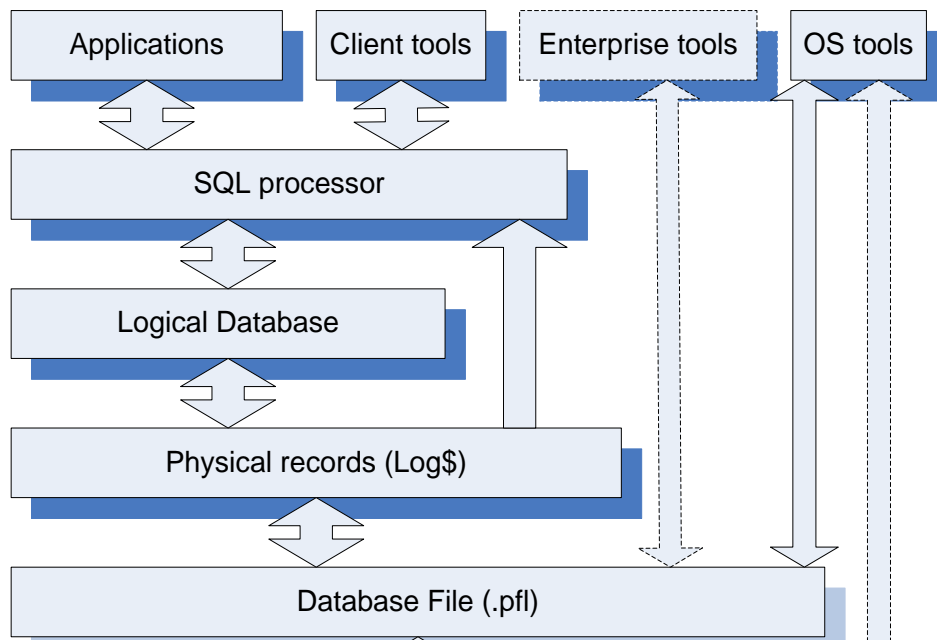 Applications
Client tools
Enterprise tools
OS tools
SQL processor
Logical Database
Physical records (Log$)
Database File (.pfl)